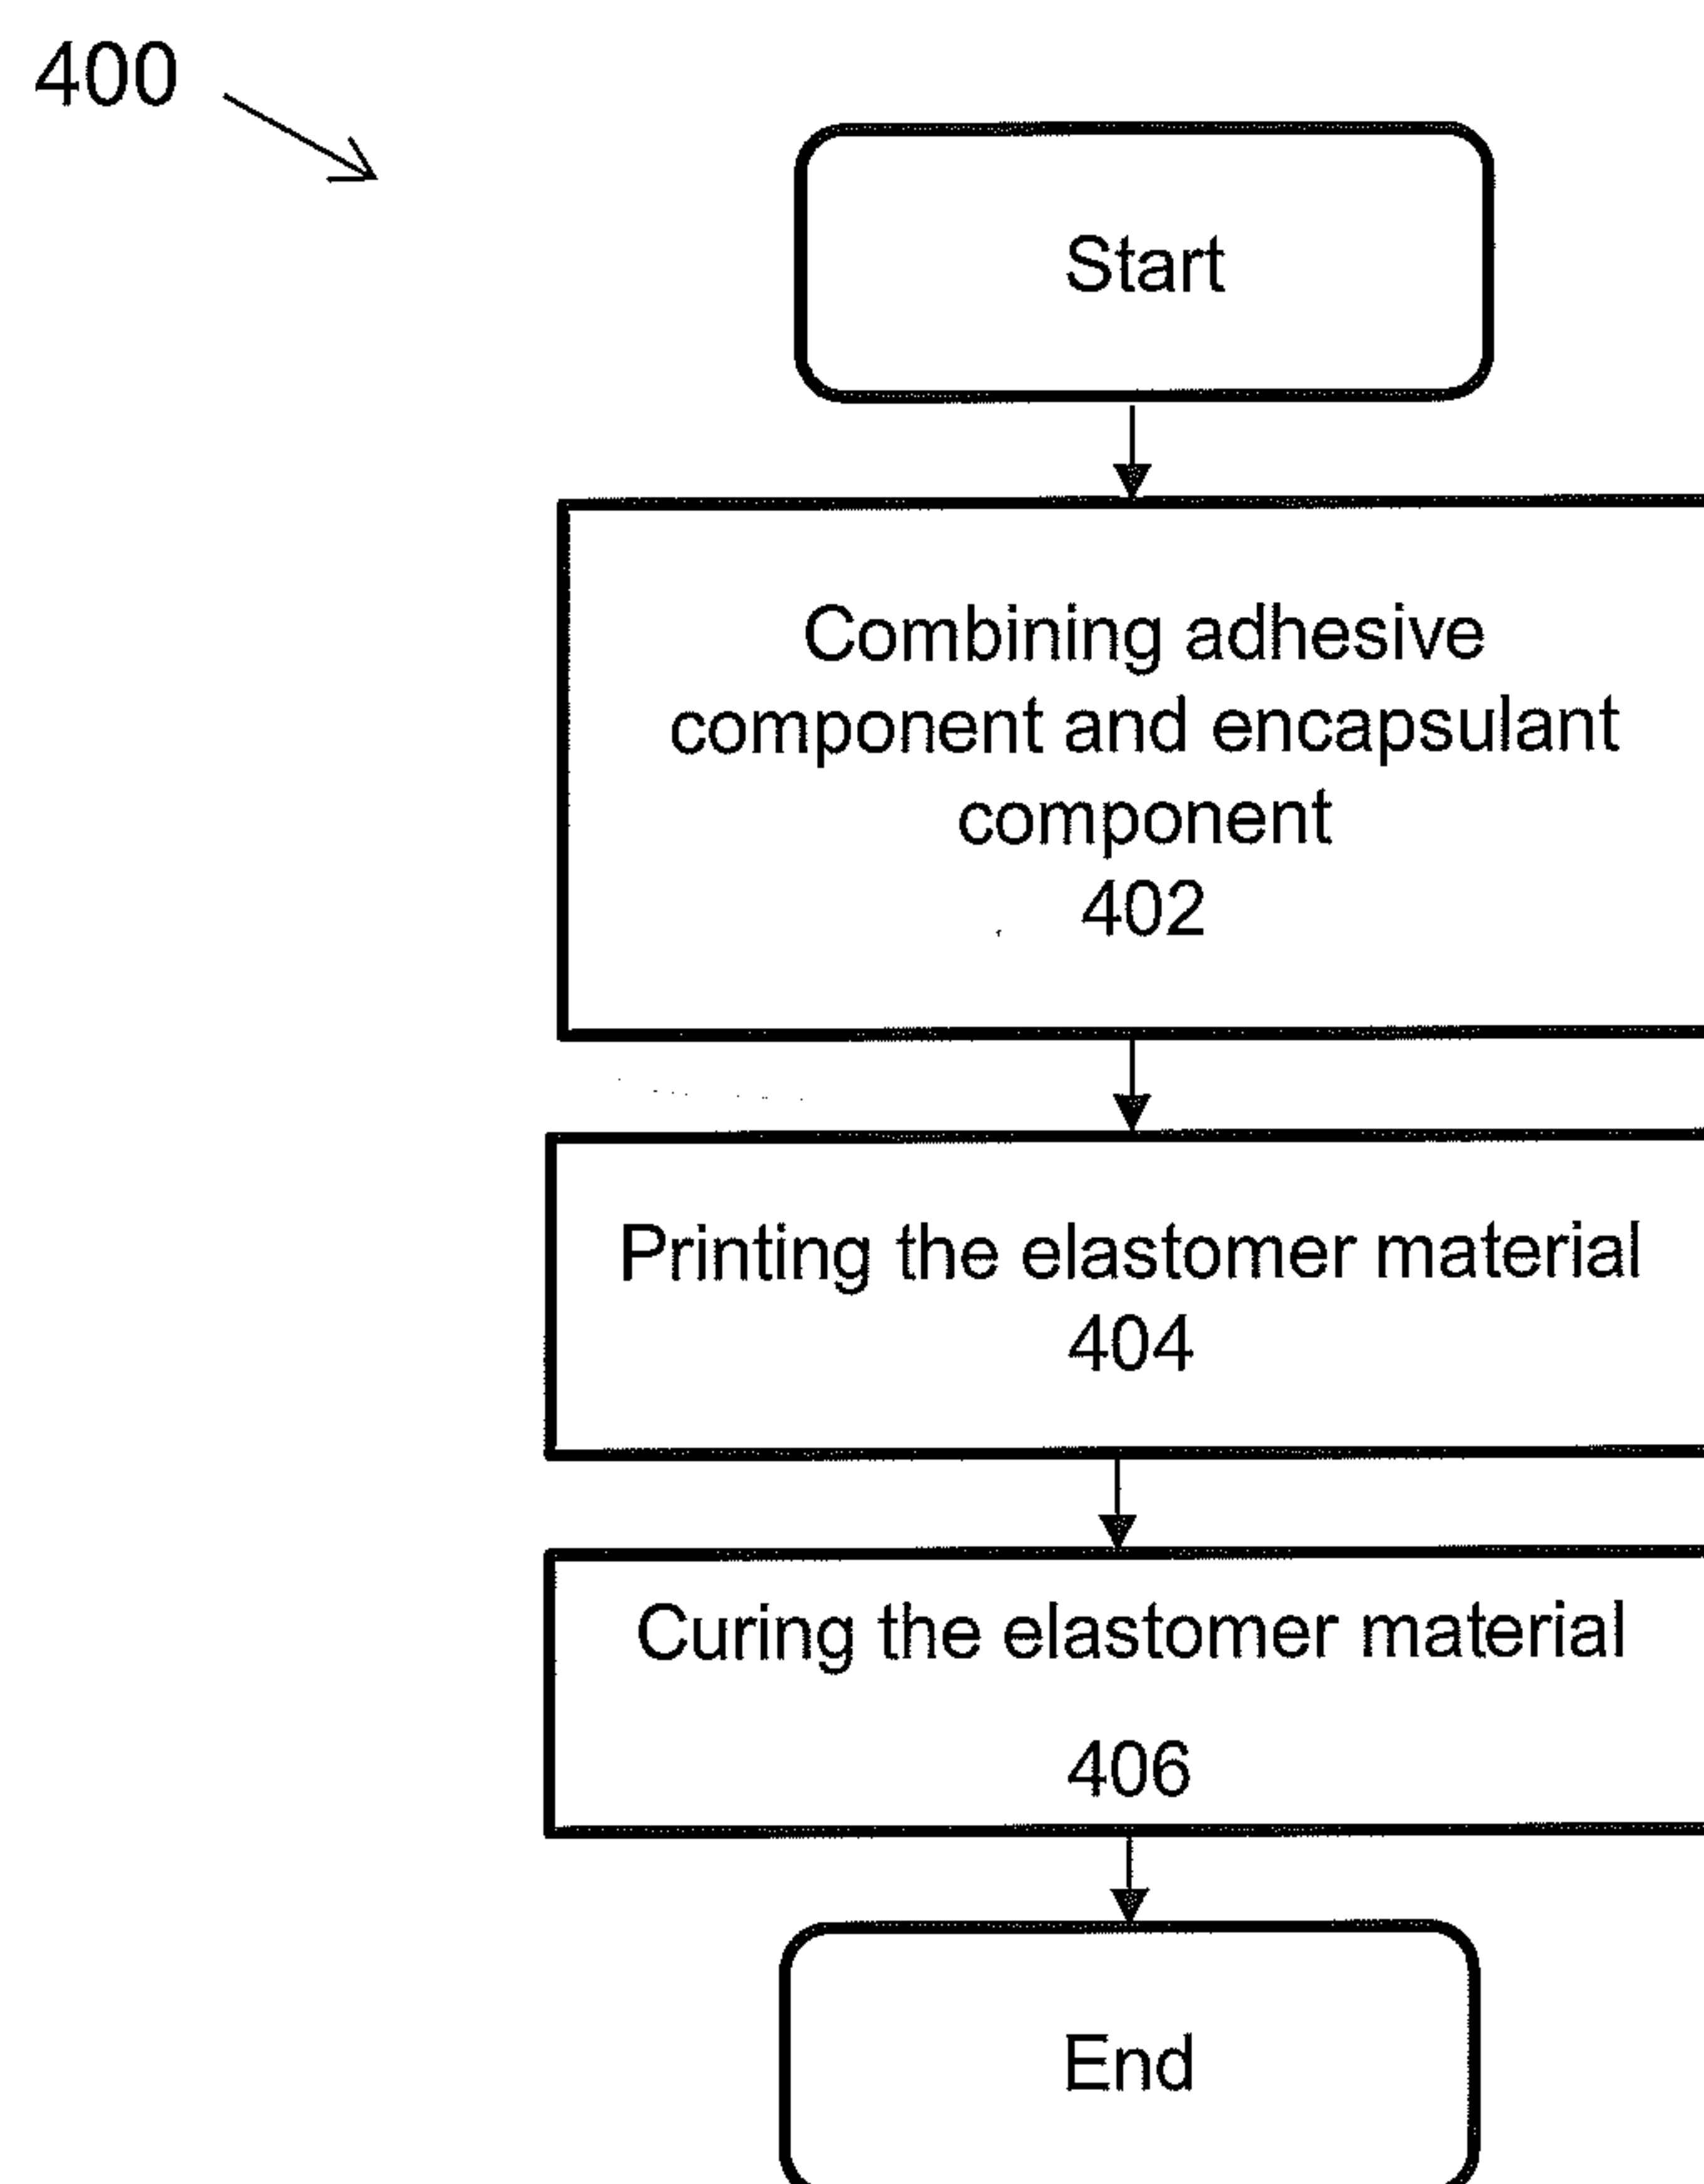 400
Start
Combining adhesive
component and encapsulant
component
402
Printing the elastomer material
404
Curing the elastomer material
406
End